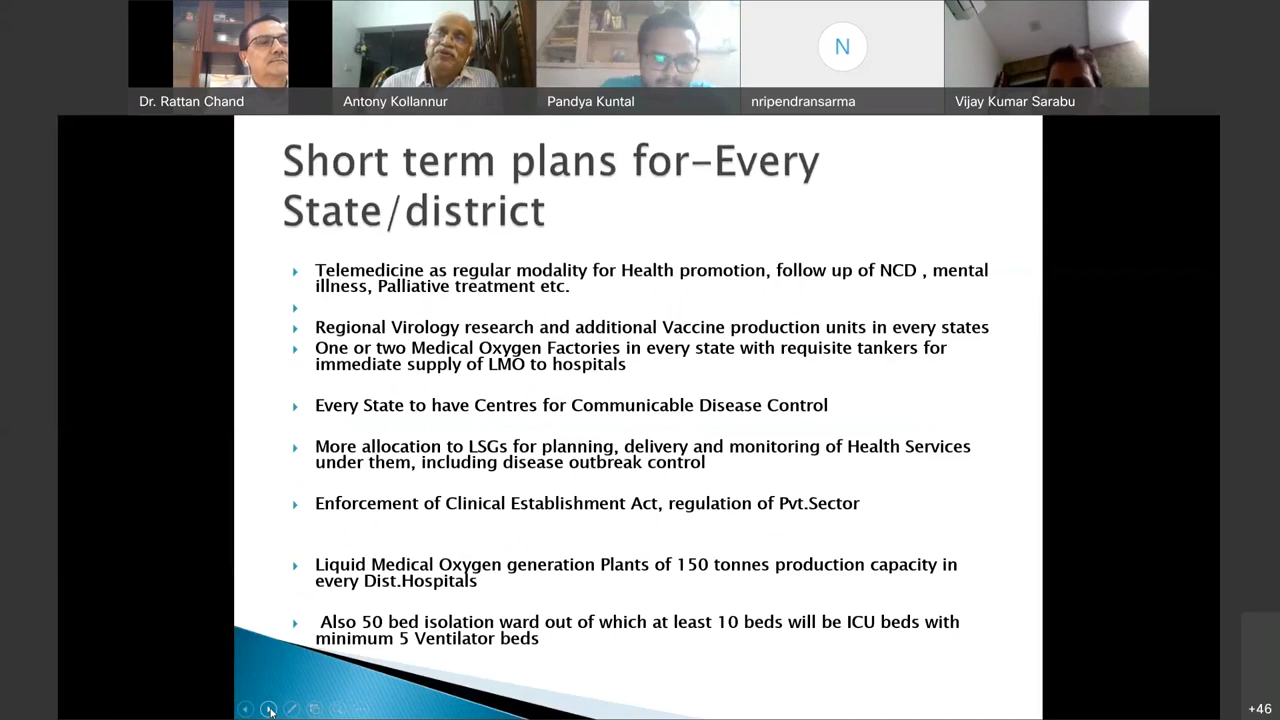 N
Dr. Rattan Chand
Antony Kollannur
Pandya Kuntal
nripendransarma
Vijay Kumar Sarabu
Short term plans for-Every
State/district
Telemedicine as regular modality for Health promotion, follow up of NCD , mental
illness, Palliative treatment etc.
Regional Virology research and additional Vaccine production units in every states
One or two Medical Oxygen Factories in every state with requisite tankers for
immediate supply of LMO to hospitals
Every State to have Centres for Communicable Disease Control
More allocation to LSGs for planning, delivery and monitoring of Health Services
under them, including disease outbreak control
Enforcement of Clinical Establishment Act, regulation of Pvt.Sector
Liquid Medical Oxygen generation Plants of 150 tonnes production capacity in
every Dist.Hospitals
Also 50 bed isolation ward out of which at least 10 beds will be ICU beds with
minimum 5 Ventilator beds
+46